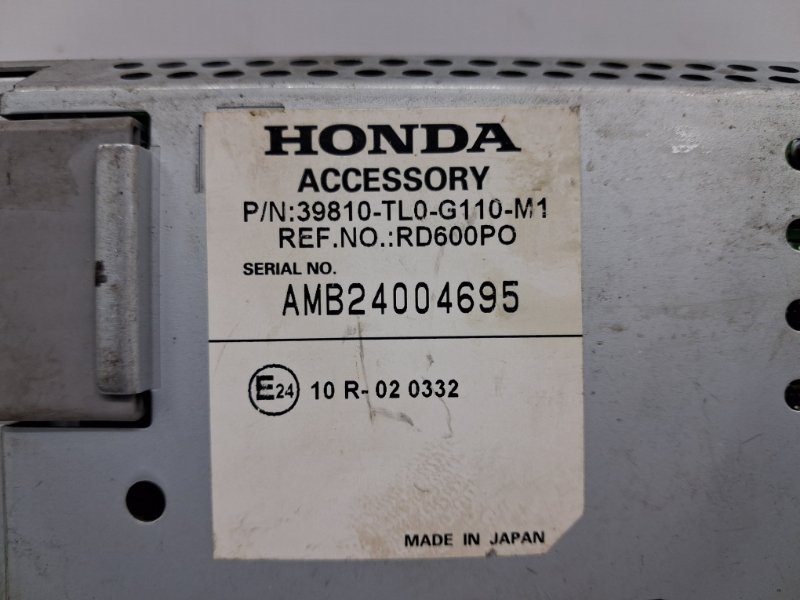 HONDA
ACCESSORY
P/N:39810-TL0-G110-M1
REF.NO.:RD600PO
SERIAL NO.
AMB24004695
E24 10 R-02 0332
MADE IN JAPAN